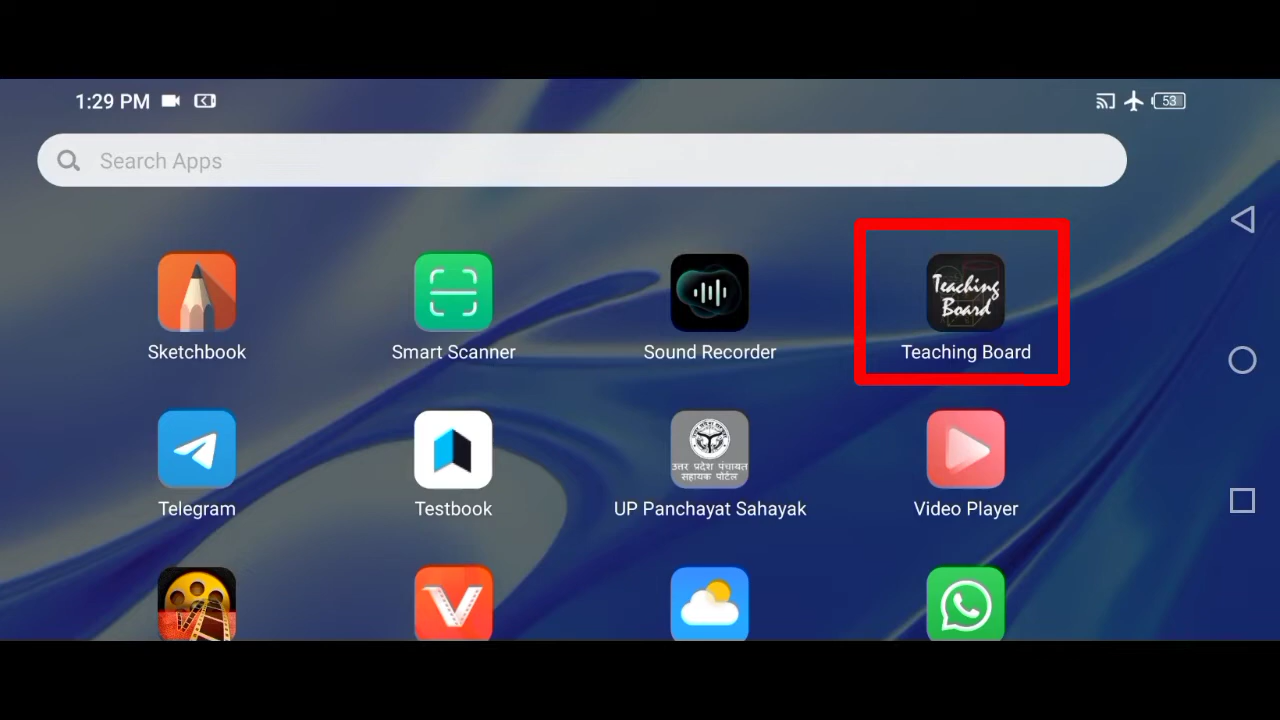 1:29 PM
53
Search Apps
Teaching
Board
Sketchbook
Smart Scanner
Sound Recorder
Teaching Board
उत्तर प्रदेश पंचायत
सहायक पोर्टल
Telegram
Testbook
UP Panchayat Sahayak
Video Player